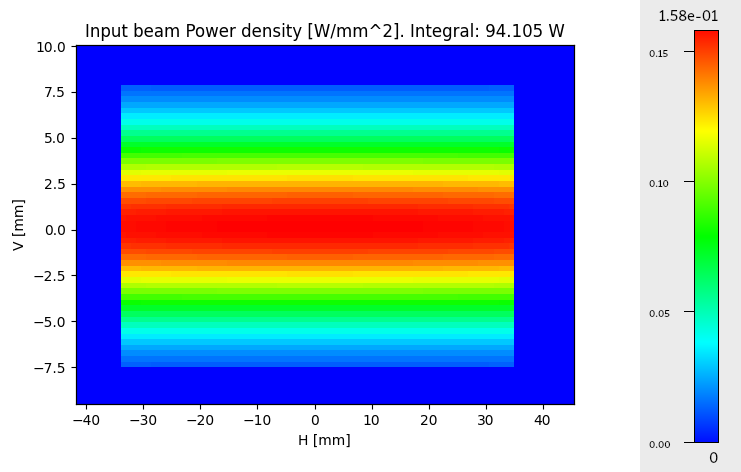 Input beam Power density [W/mm^2]. Integral: 94.105 W
1.58e-01
10.0
7.5
5.0
2.5
0.0
−2.5
−5.0
−7.5
V [mm]
−40 −30 −20 −10 0 10 20 30 40
H [mm]
0.15
0.10
0.05
0.00
0